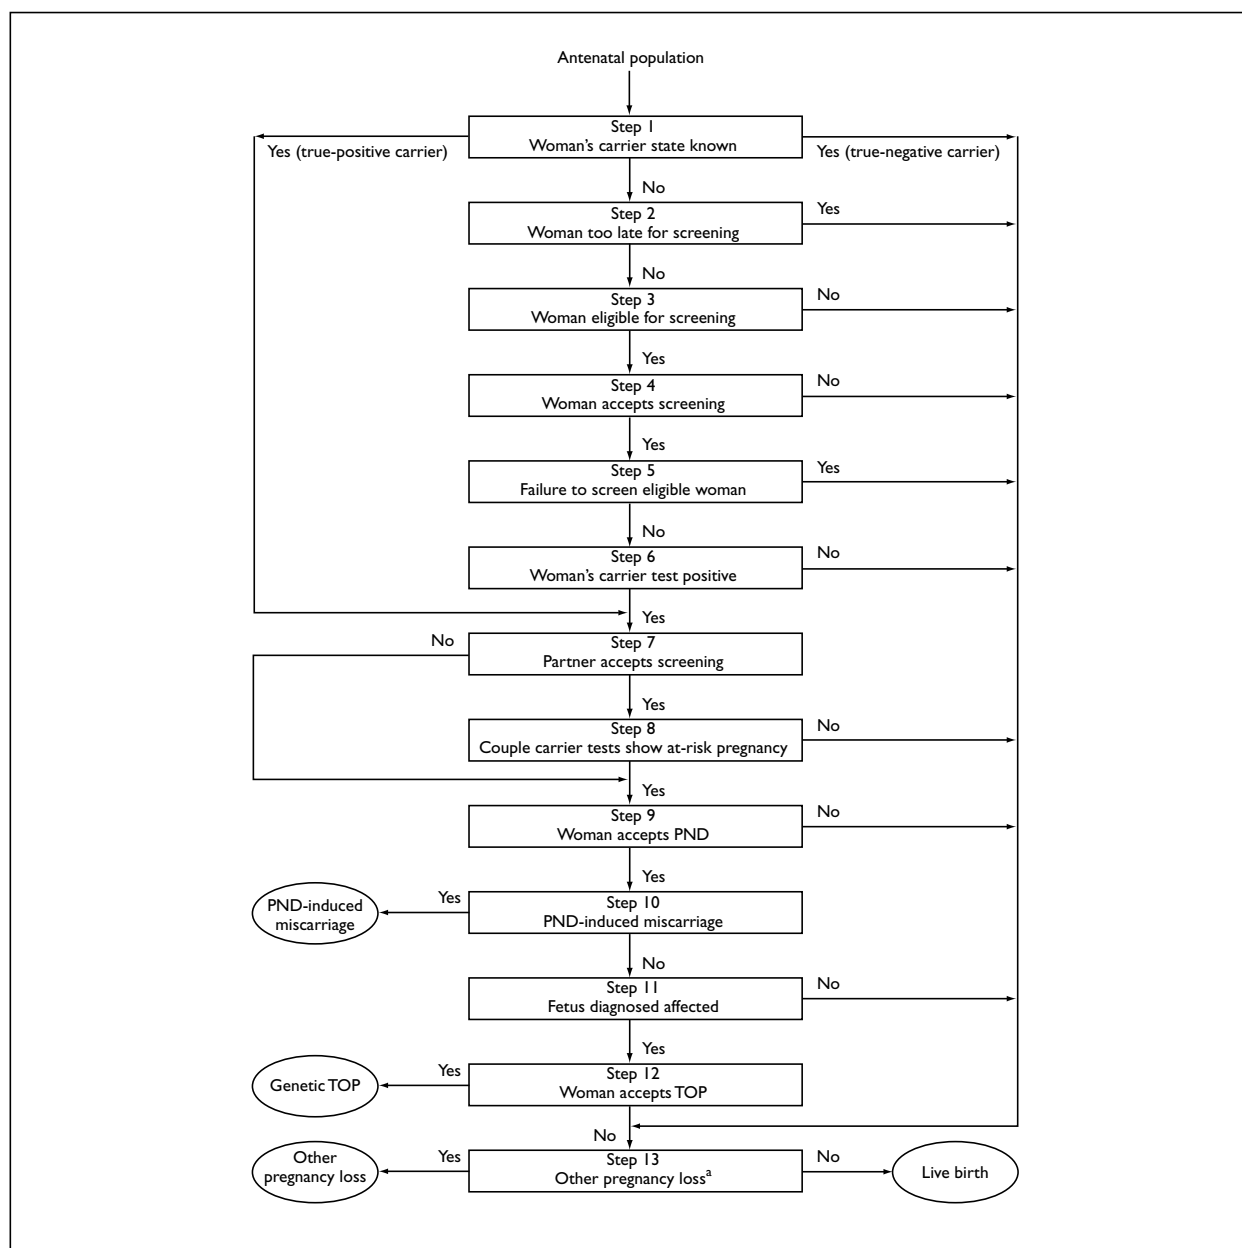 Antenatal population
Step 1
Woman's carrier state known
Yes (true-positive carrier)
Yes (true-negative carrier)
No
Step 2
Woman too late for screening
Yes
No
Step 3
Woman eligible for screening
No
Yes
Step 4
Woman accepts screening
No
Yes
Step 5
Failure to screen eligible woman
Yes
No
Step 6
Woman's carrier test positive
No
Yes
No
Step 7
Partner accepts screening
Yes
Step 8
Couple carrier tests show at-risk pregnancy
No
Yes
Step 9
Woman accepts PND
No
Yes
PND-induced
miscarriage
Yes
Step 10
PND-induced miscarriage
No
Step 11
Fetus diagnosed affected
No
Yes
Genetic TOP
Yes
Step 12
Woman accepts TOP
No
Other
pregnancy loss
Yes
Step 13
Other pregnancy loss^a
No
Live birth